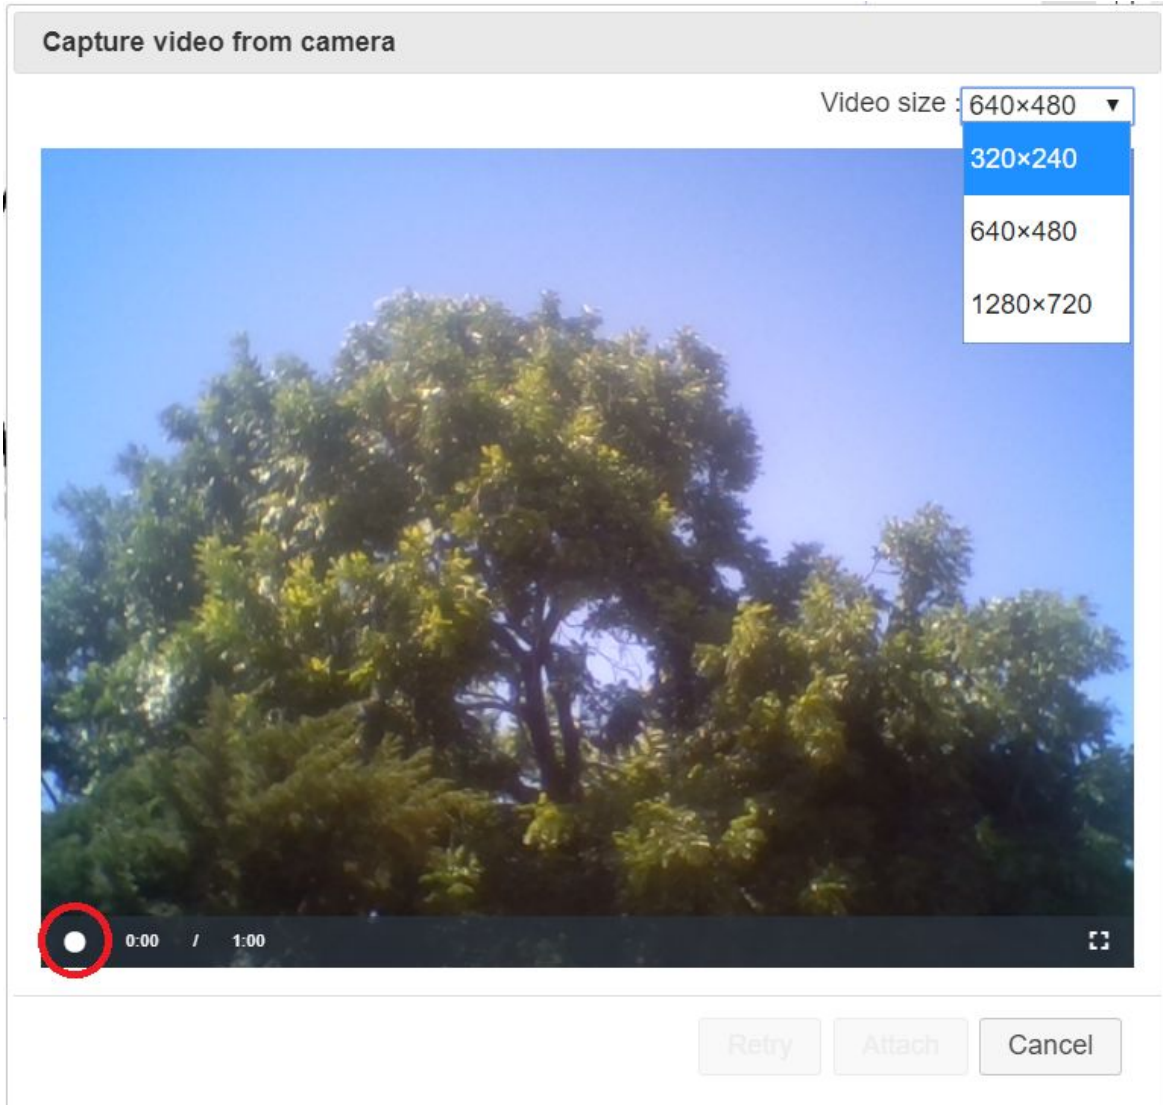 Capture video from camera
Video size : 640×480 ▼
320×240
640×480
1280×720
0:00 / 1:00
Retry Attach Cancel